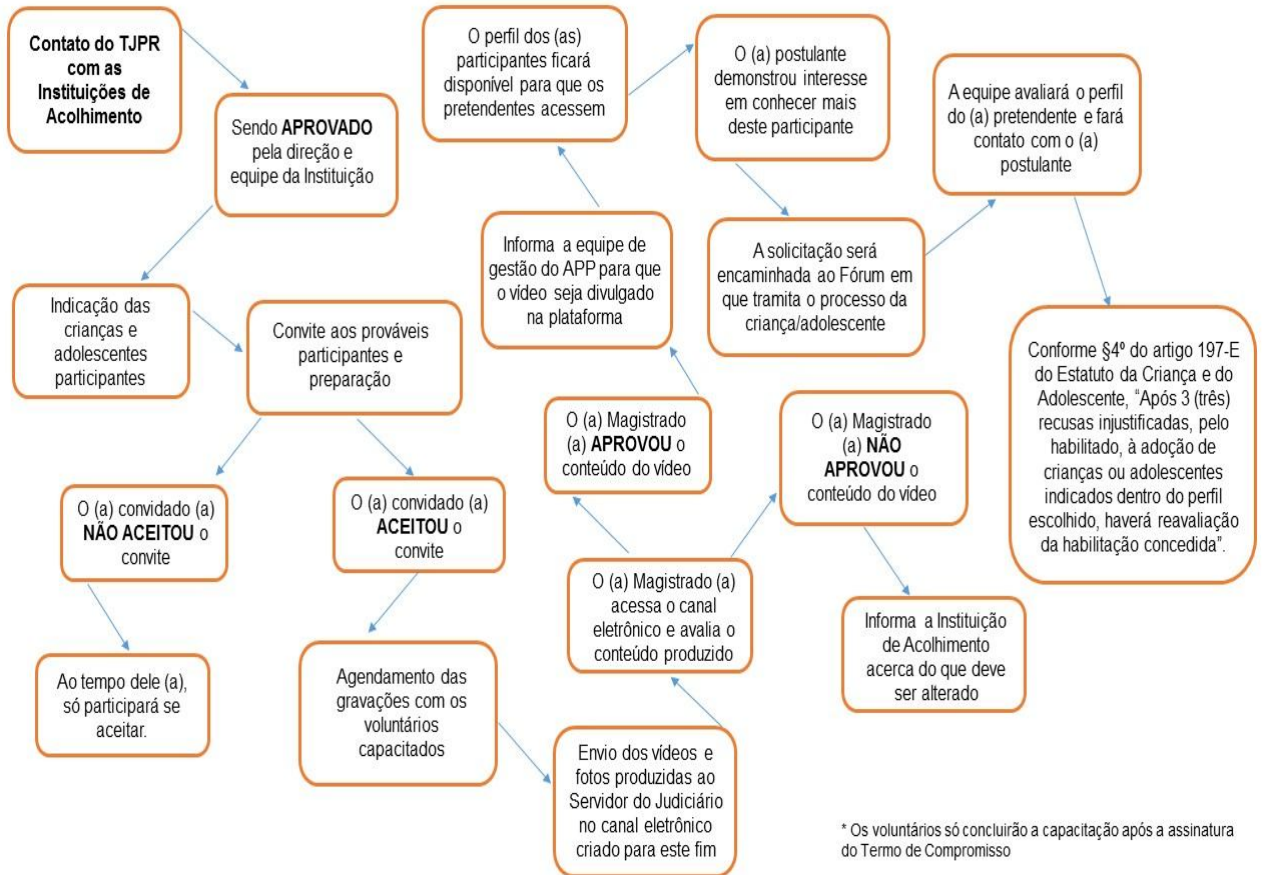 Contato do TJPR
com as
Instituições de
Acolhimento
Sendo APROVADO
pela direção e
equipe da Instituição
Indicação das
crianças e
adolescentes
participantes
Convite aos prováveis
participantes e
preparação
O (a) convidado (a)
NÃO ACEITOU o
convite
Ao tempo dele (a),
só participará se
aceitar.
O (a) convidado (a)
ACEITOU o
convite
Agendamento das
gravações com os
voluntários
capacitados
Envio dos vídeos e
fotos produzidas ao
Servidor do Judiciário
no canal eletrônico
criado para este fim
O (a) Magistrado (a)
acessa o canal
eletrônico e avalia o
conteúdo produzido
O (a) Magistrado
(a) APROVOU o
conteúdo do vídeo
O (a) Magistrado
(a) NÃO
APROVOU o
conteúdo do vídeo
Informa a Instituição
de Acolhimento
acerca do que deve
ser alterado
Informa a equipe de
gestão do APP para que
o vídeo seja divulgado
na plataforma
O perfil dos (as)
participantes ficará
disponível para que os
pretendentes acessem
O (a) postulante
demonstrou interesse
em conhecer mais
deste participante
A solicitação será
encaminhada ao Fórum em
que tramita o processo da
criança/adolescente
A equipe avaliará o perfil
do (a) pretendente e fará
contato com o (a)
postulante
Conforme §4º do artigo 197-E
do Estatuto da Criança e do
Adolescente, “Após 3 (três)
recusas injustificadas, pelo
habilitado, à adoção de
crianças ou adolescentes
indicados dentro do perfil
escolhido, haverá reavaliação
da habilitação concedida”.
* Os voluntários só concluirão a capacitação após a assinatura
do Termo de Compromisso